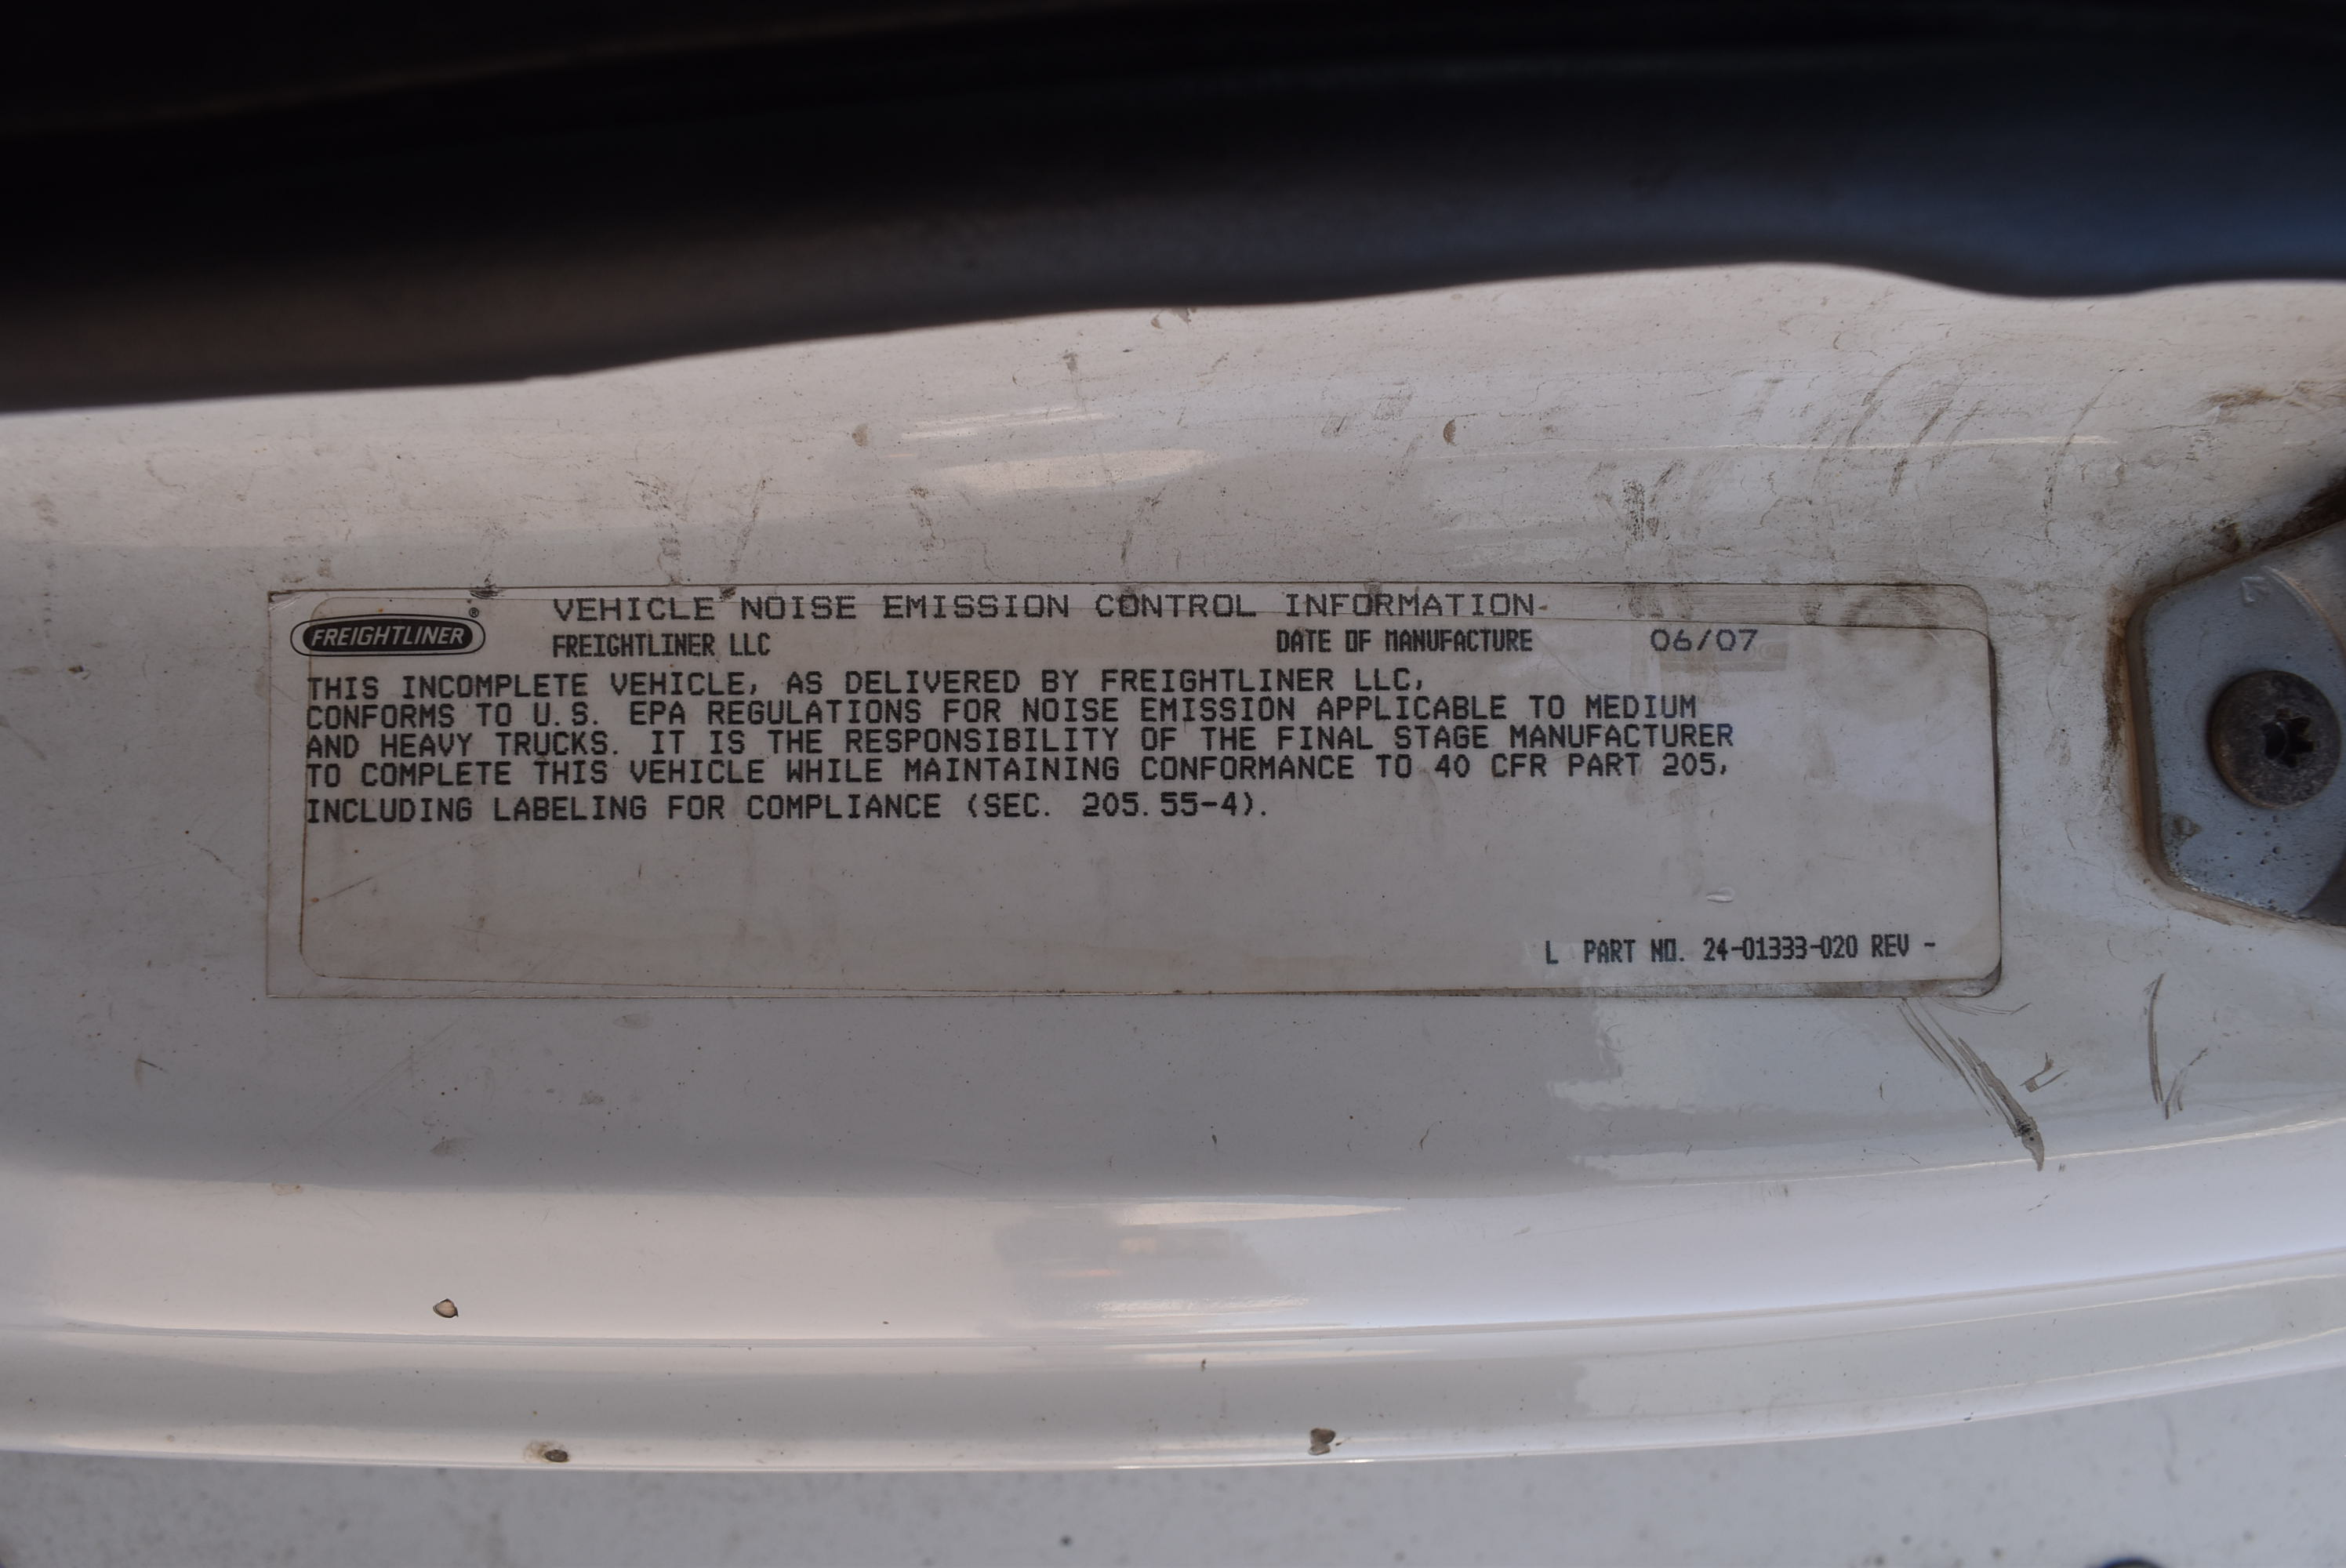 FREIGHTLINER®
VEHICLE NOISE EMISSION CONTROL INFORMATION
FREIGHTLINER LLC DATE OF MANUFACTURE 06/07
THIS INCOMPLETE VEHICLE, AS DELIVERED BY FREIGHTLINER LLC,
CONFORMS TO U.S. EPA REGULATIONS FOR NOISE EMISSION APPLICABLE TO MEDIUM
AND HEAVY TRUCKS. IT IS THE RESPONSIBILITY OF THE FINAL STAGE MANUFACTURER
TO COMPLETE THIS VEHICLE WHILE MAINTAINING CONFORMANCE TO 40 CFR PART 205,
INCLUDING LABELING FOR COMPLIANCE (SEC. 205.55-4).
L PART NO. 24-01333-020 REV -